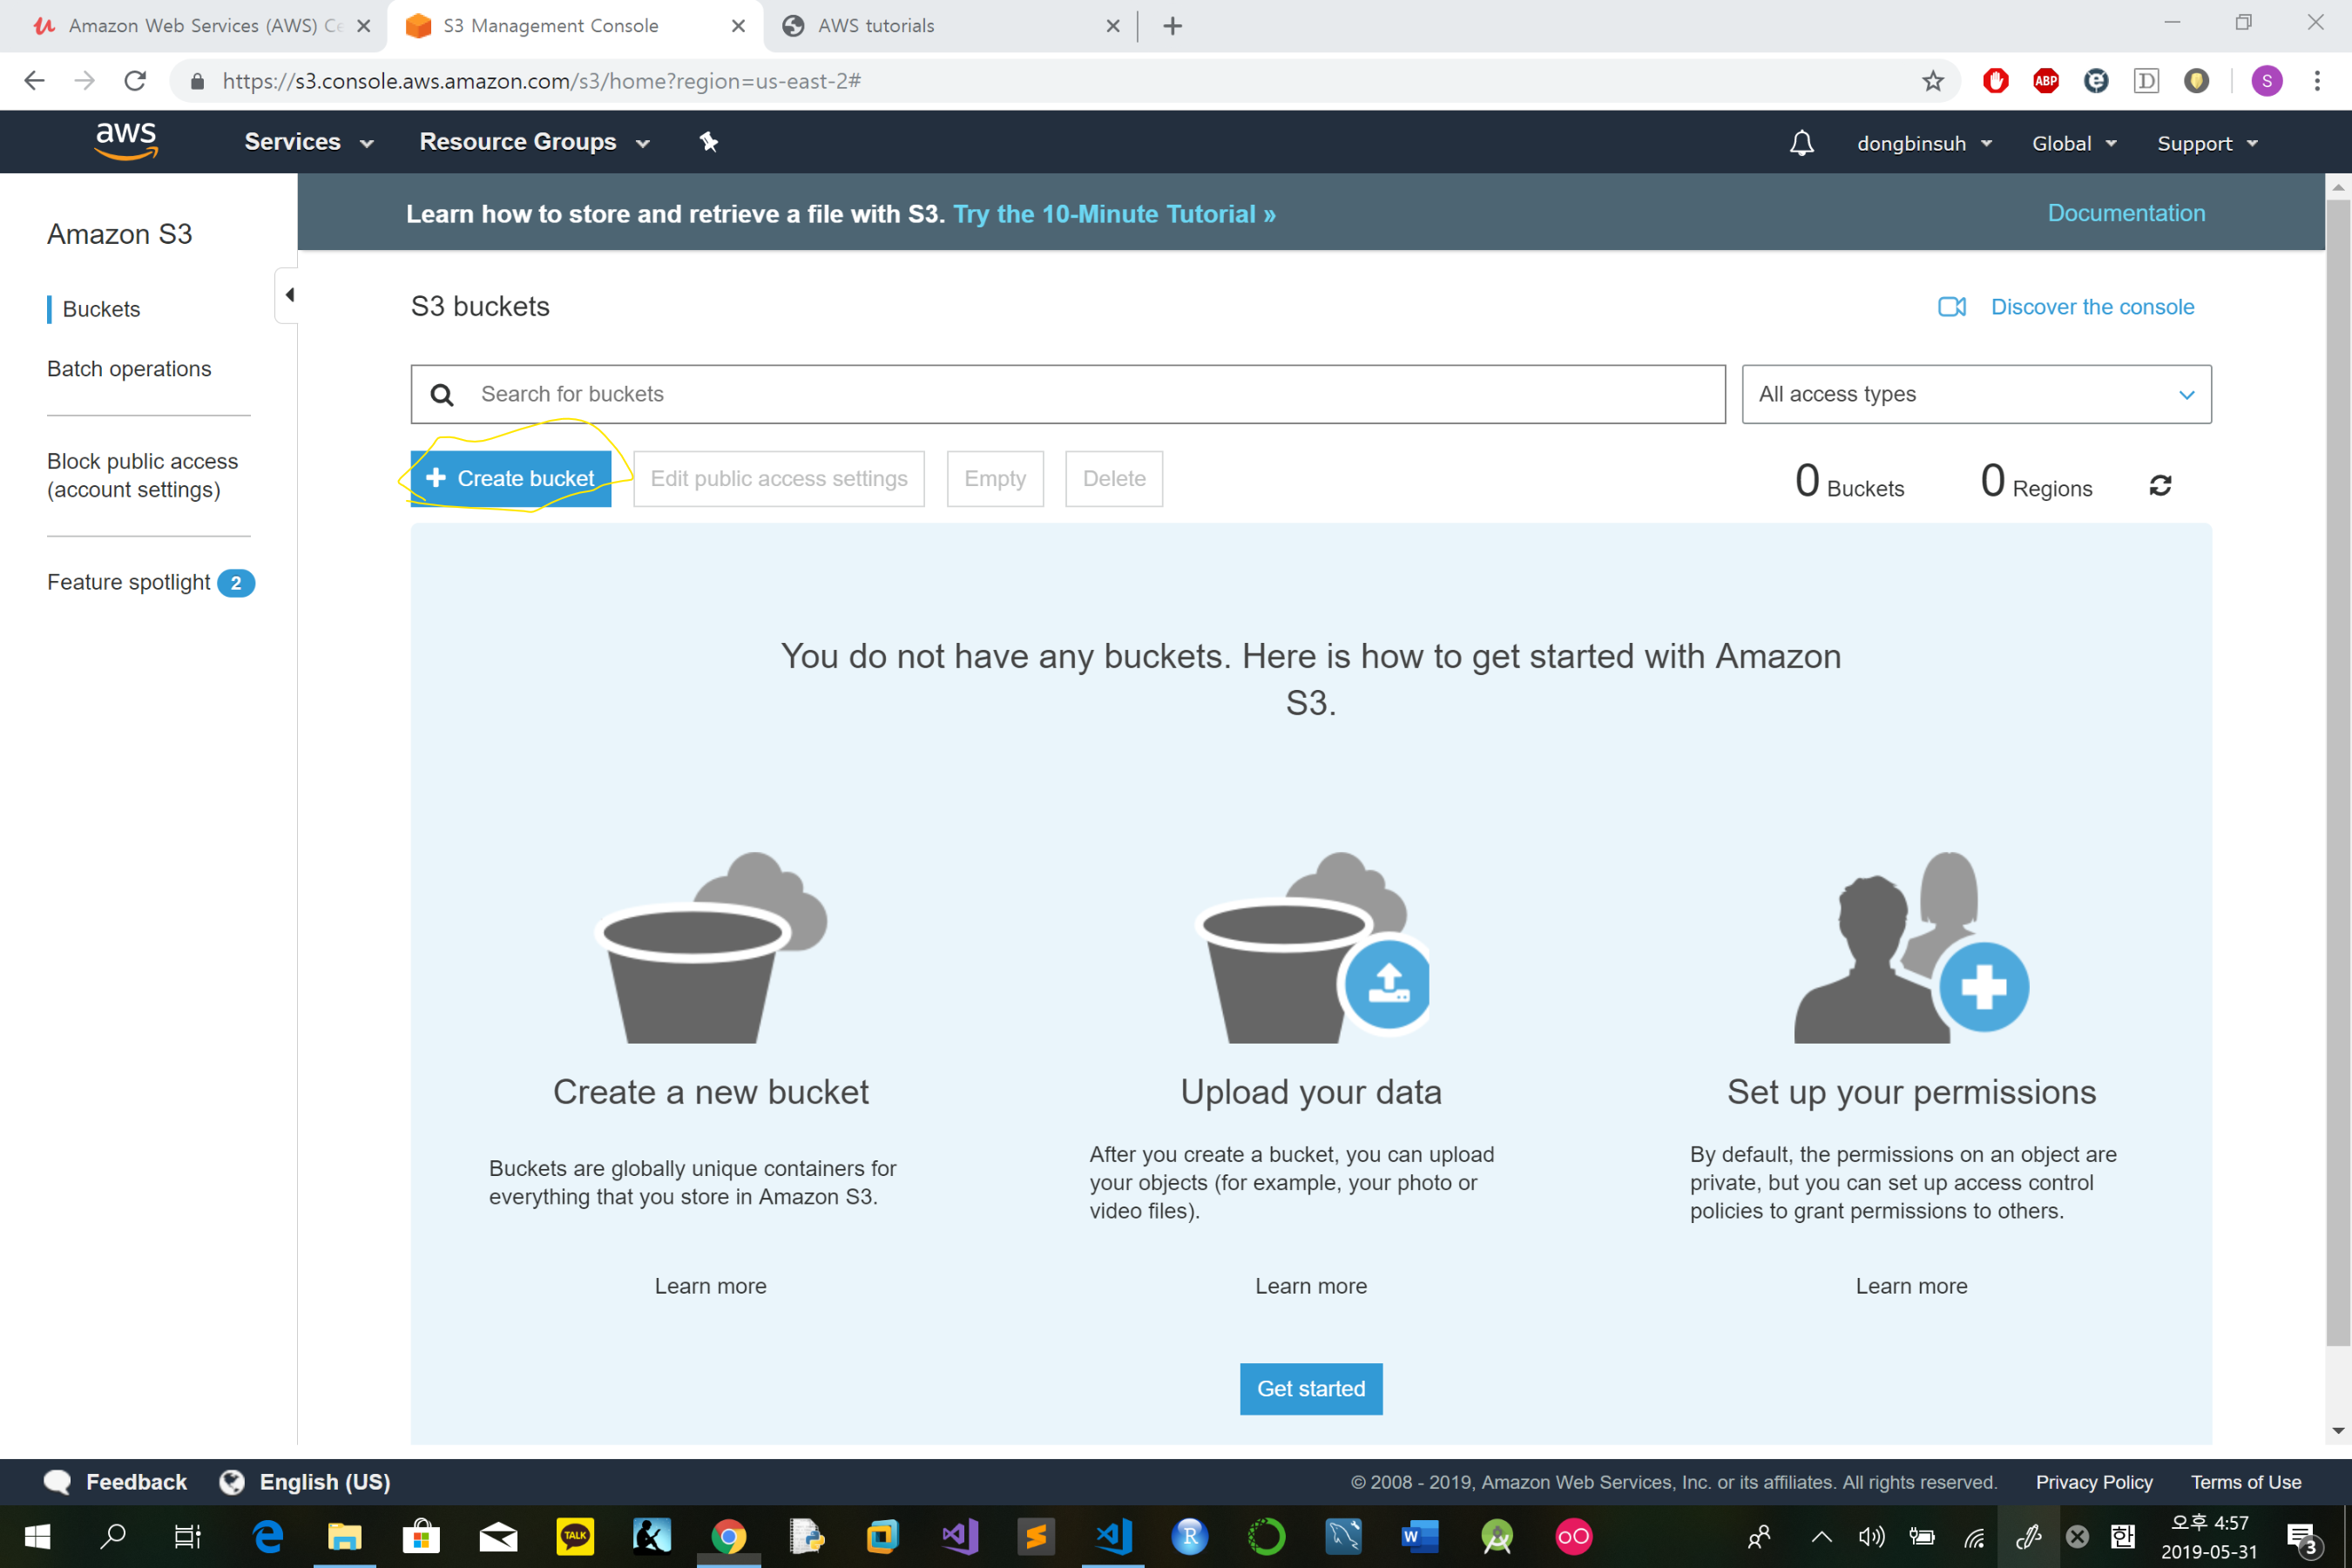 Amazon Web Services (AWS) Ce
S3 Management Console
AWS tutorials
https://s3.console.aws.amazon.com/s3/home?region=us-east-2#
ABP
D
S
aws
Services
Resource Groups
dongbinsuh
Global
Support
Learn how to store and retrieve a file with S3. Try the 10-Minute Tutorial »
Documentation
Amazon S3
Buckets
Batch operations
Block public access
(account settings)
Feature spotlight 2
S3 buckets
Discover the console
Search for buckets
All access types
Create bucket
Edit public access settings
Empty
Delete
0 Buckets
0 Regions
You do not have any buckets. Here is how to get started with Amazon
S3.
Create a new bucket
Buckets are globally unique containers for
everything that you store in Amazon S3.
Learn more
Upload your data
After you create a bucket, you can upload
your objects (for example, your photo or
video files).
Learn more
Set up your permissions
By default, the permissions on an object are
private, but you can set up access control
policies to grant permissions to others.
Learn more
Get started
Feedback
English (US)
© 2008 - 2019, Amazon Web Services, Inc. or its affiliates. All rights reserved.
Privacy Policy
Terms of Use
TALK
R
W
한
오후 4:57
2019-05-31
3